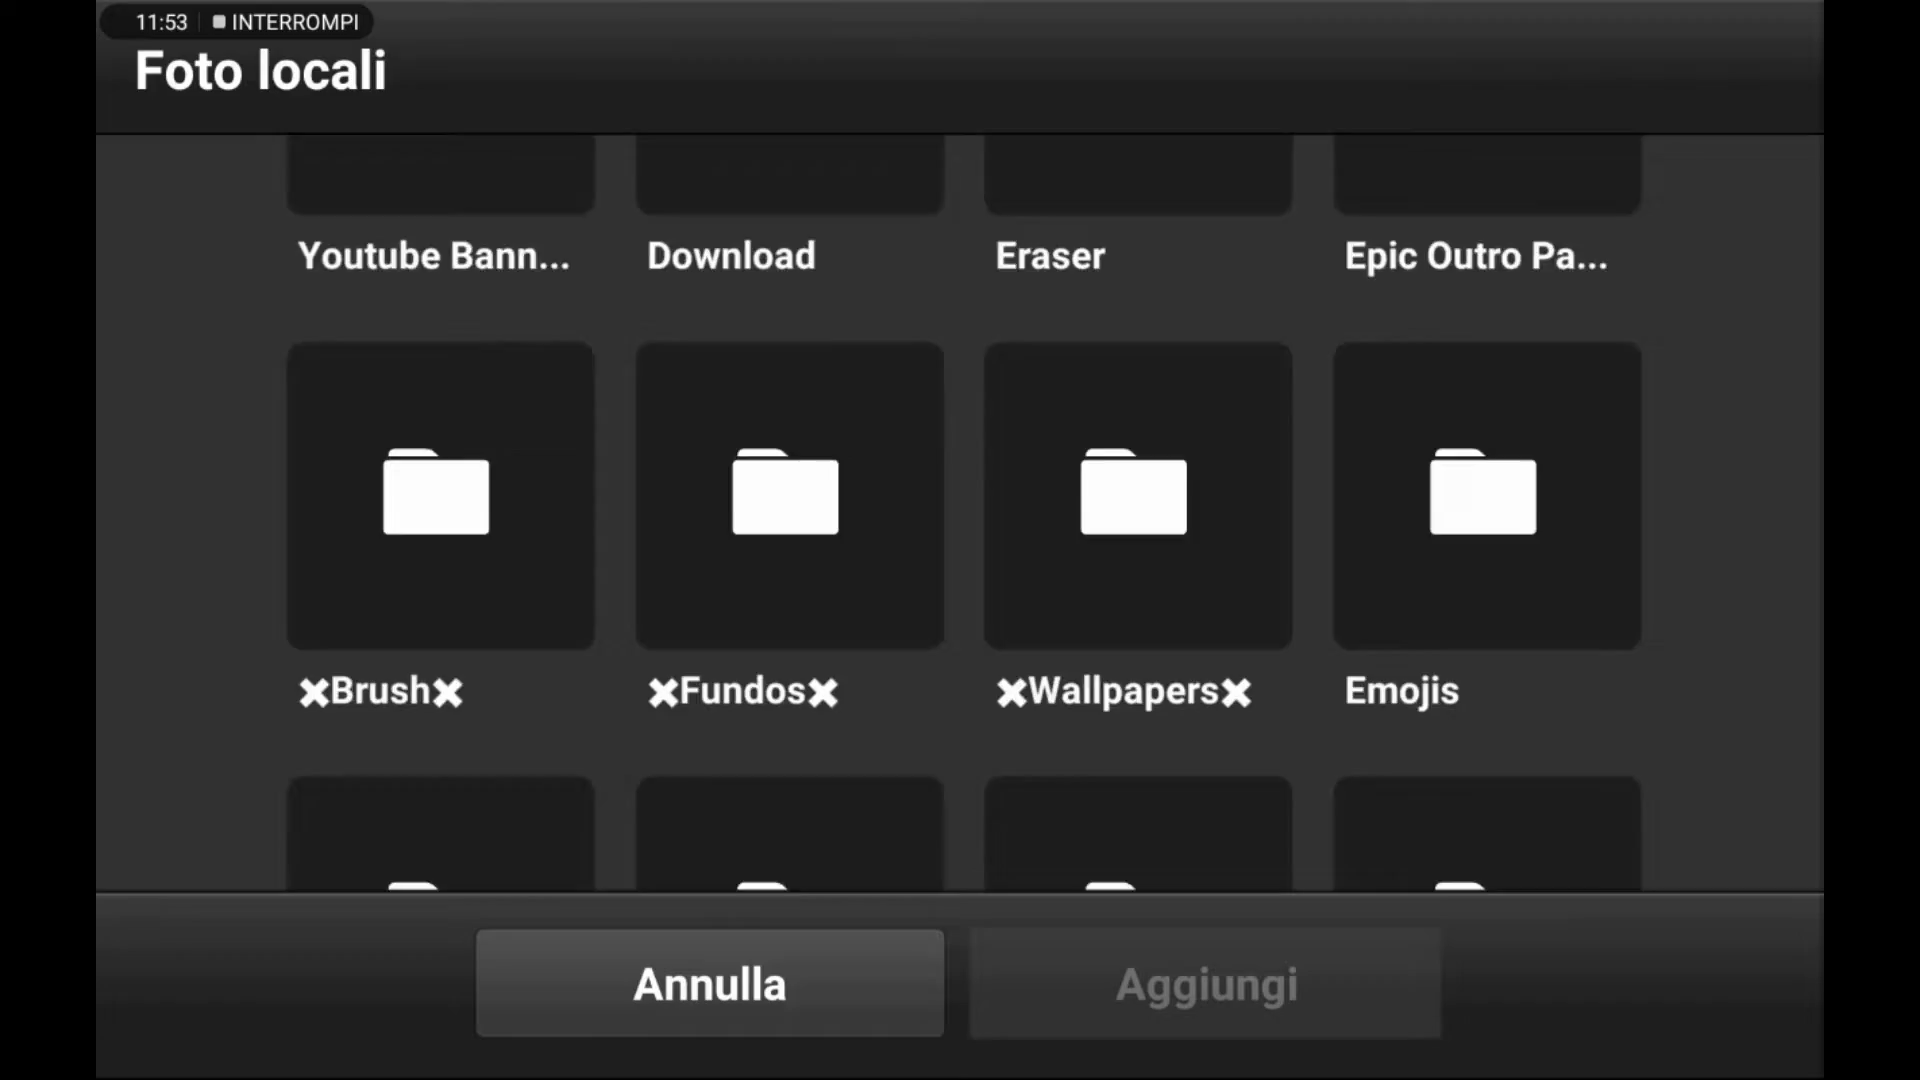 11:53 INTERROMPI
Foto locali
Youtube Bann... Download Eraser Epic Outro Pa...
✖Brush✖ ✖Fundos✖ ✖Wallpapers✖ Emojis
Annulla Aggiungi